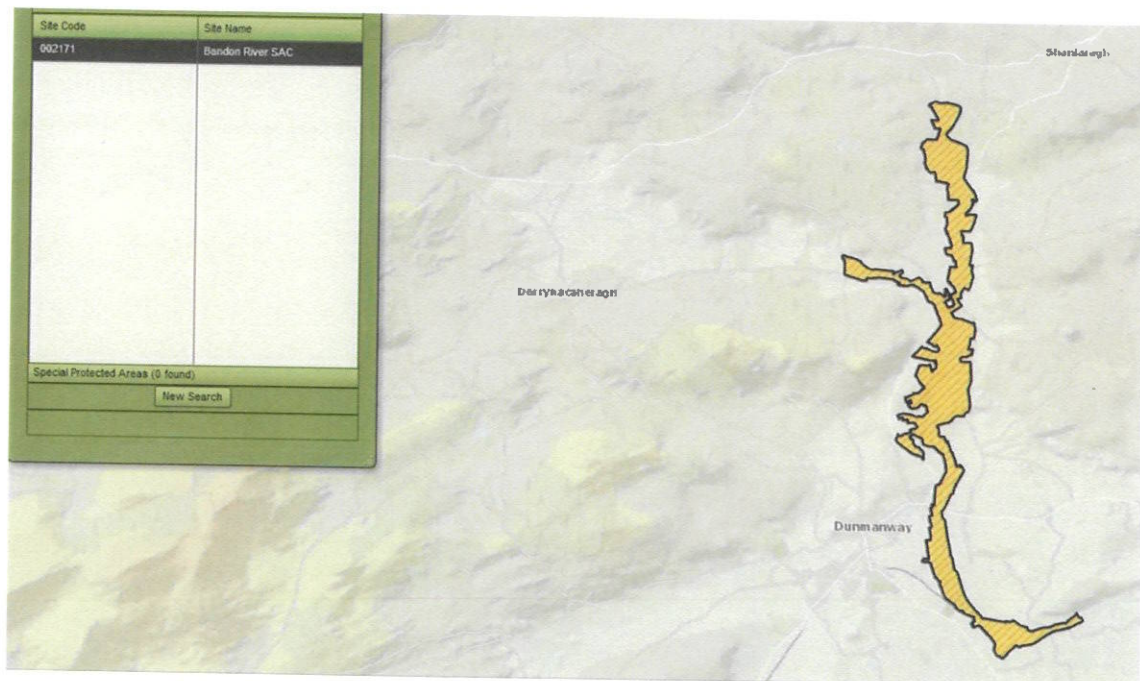 Site Code Site Name
002171 Bandon River SAC
Special Protected Areas (0 found)
New Search
Shanlaragh
Derrynacaheragh
Dunmanway